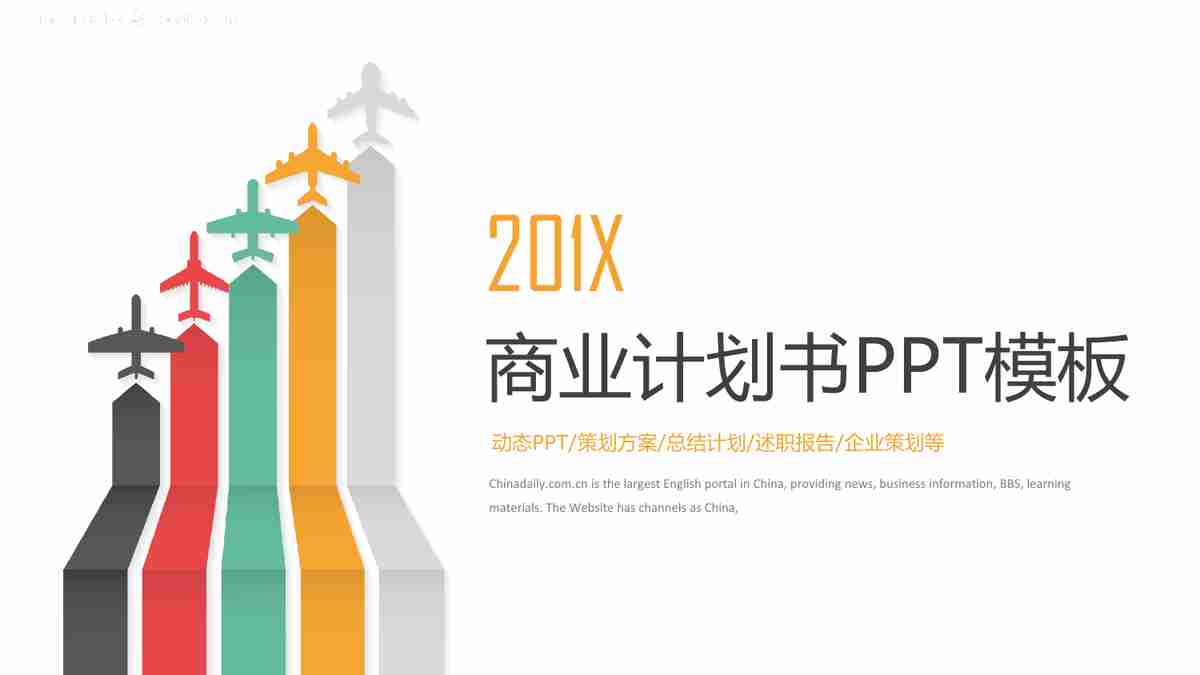 201X
商业计划书PPT模板
动态PPT/策划方案/总结计划/述职报告/企业策划等
Chinadaily.com.cn is the largest English portal in China, providing news, business information, BBS, learning
materials. The Website has channels as China,